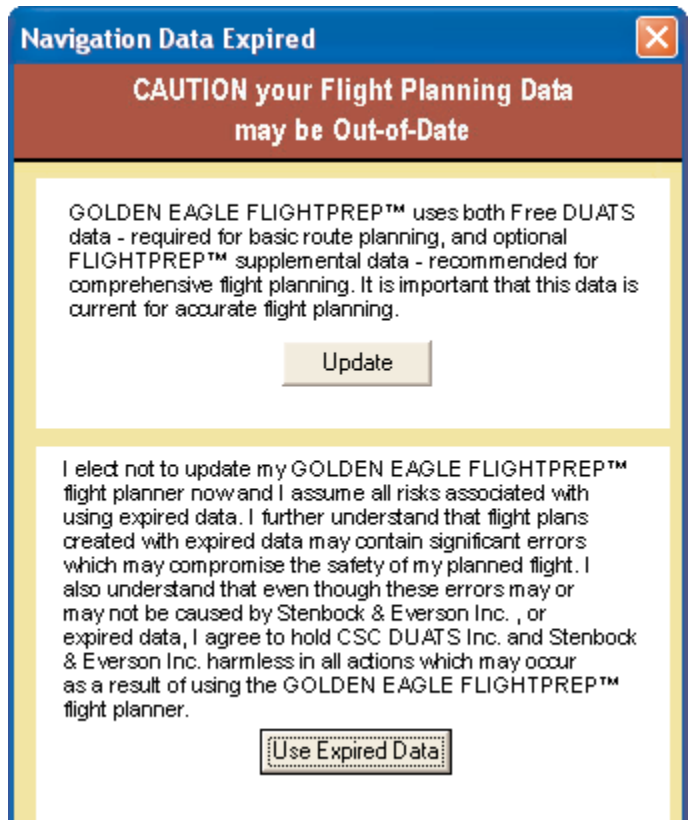 Navigation Data Expired
CAUTION your Flight Planning Data
may be Out-of-Date
GOLDEN EAGLE FLIGHTPREP™ uses both Free DUATS
data - required for basic route planning, and optional
FLIGHTPREP™ supplemental data - recommended for
comprehensive flight planning. It is important that this data is
current for accurate flight planning.
Update
I elect not to update my GOLDEN EAGLE FLIGHTPREP™
flight planner now and I assume all risks associated with
using expired data. I further understand that flight plans
created with expired data may contain significant errors
which may compromise the safety of my planned flight. I
also understand that even though these errors may or
may not be caused by Stenbock & Everson Inc. , or
expired data, I agree to hold CSC DUATS Inc. and Stenbock
& Everson Inc. harmless in all actions which may occur
as a result of using the GOLDEN EAGLE FLIGHTPREP™
flight planner.
Use Expired Data